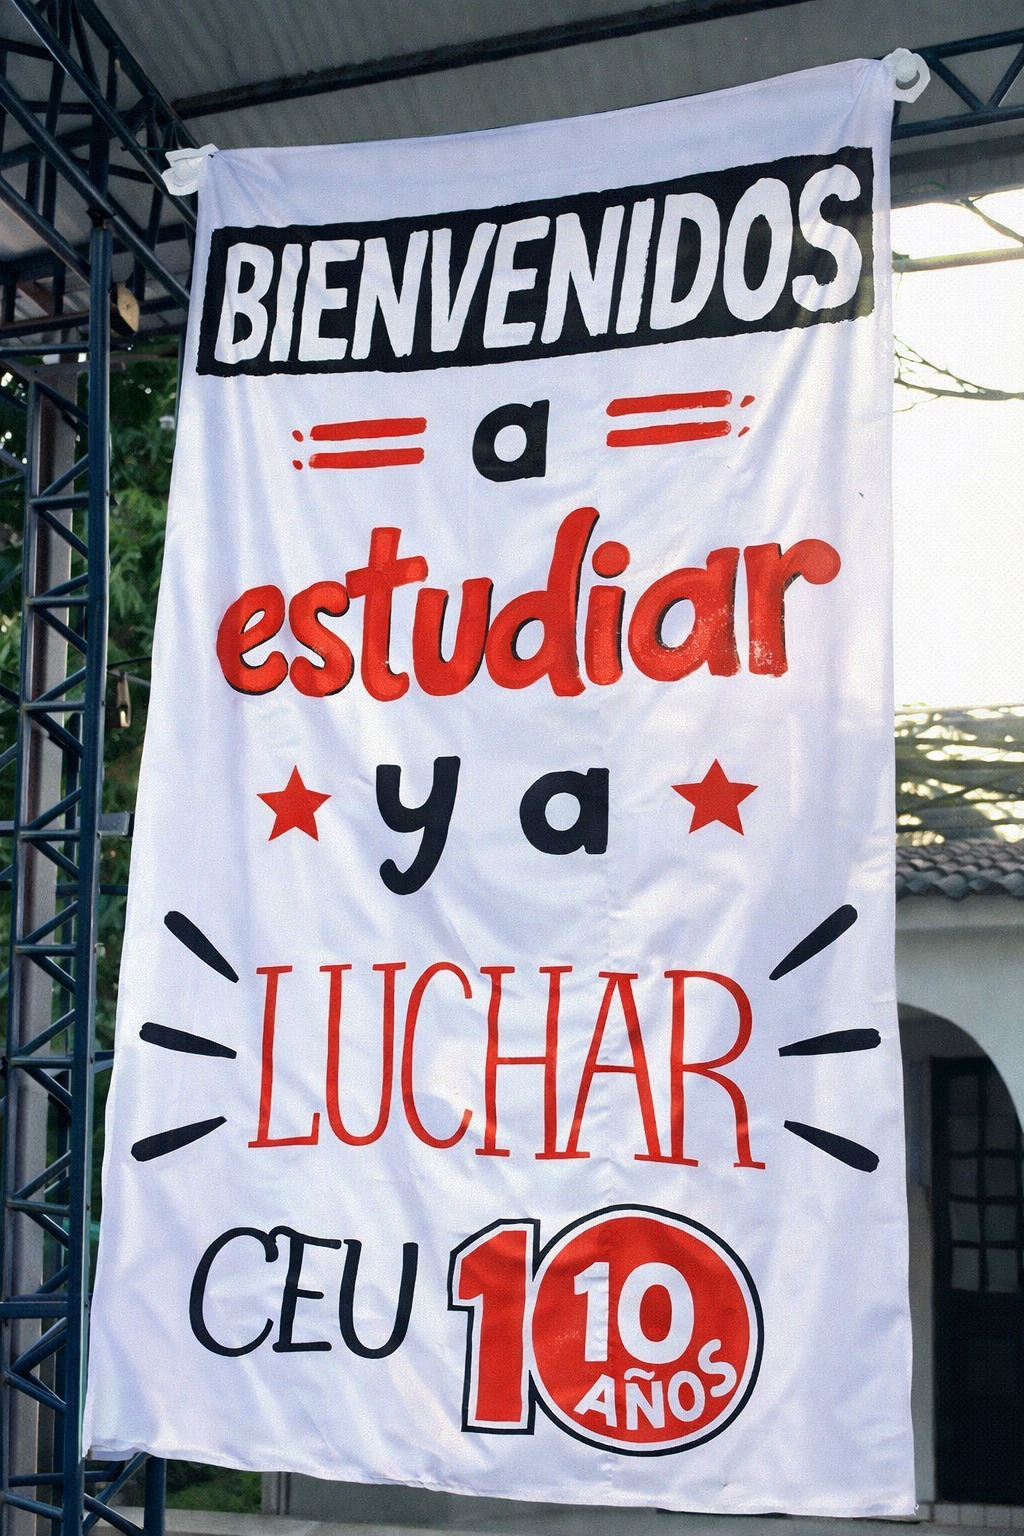 BIENVENIDOS
a
estudiar
y a
LUCHAR
CEU 10
10
AÑOS